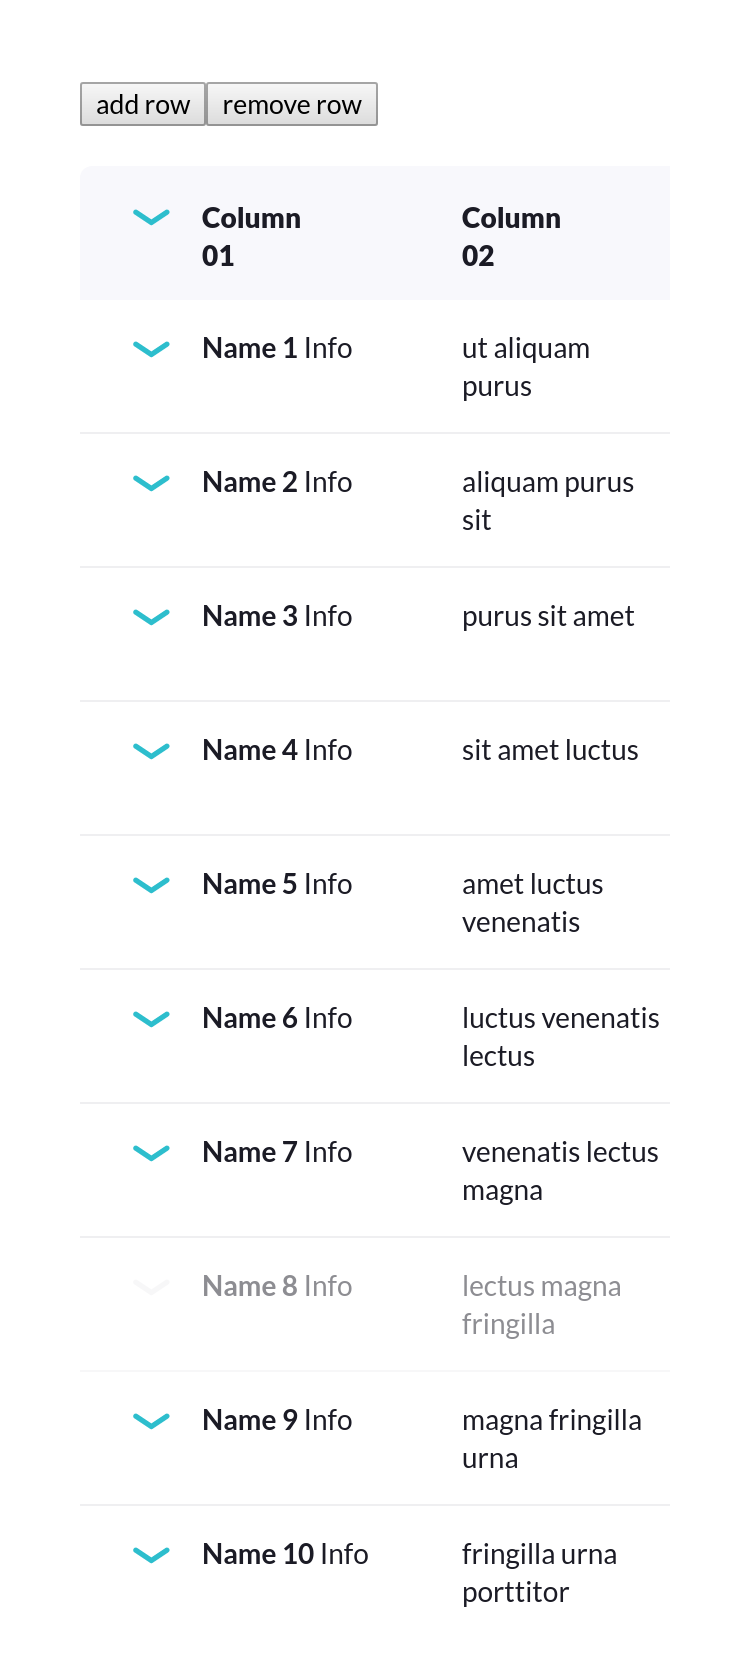 add row remove row
Column Column
01 02
Name 1 Info ut aliquam
purus
Name 2 Info aliquam purus
sit
Name 3 Info purus sit amet
Name 4 Info sit amet luctus
Name 5 Info amet luctus
venenatis
Name 6 Info luctus venenatis
lectus
Name 7 Info venenatis lectus
magna
Name 8 Info lectus magna
fringilla
Name 9 Info magna fringilla
urna
Name 10 Info fringilla urna
porttitor